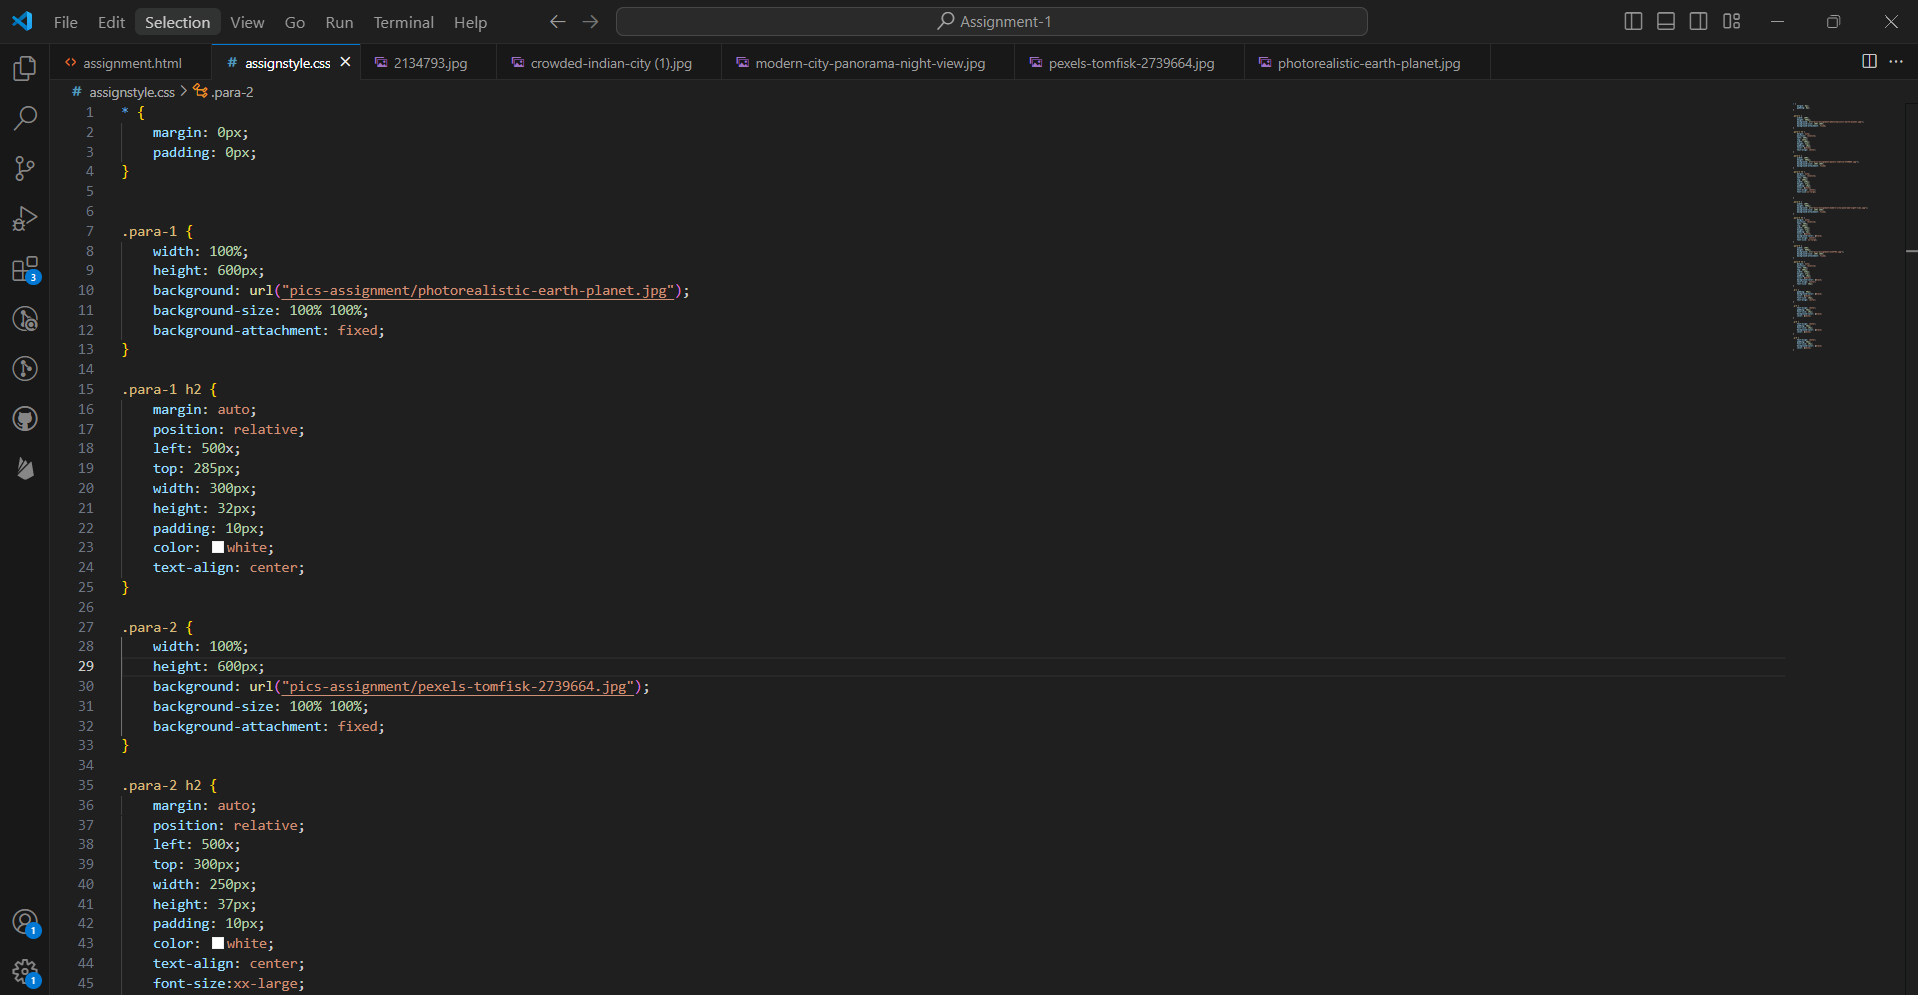 File Edit Selection View Go Run Terminal Help
Assignment-1
assignment.html
# assignstyle.css
2134793.jpg
crowded-indian-city (1).jpg
modern-city-panorama-night-view.jpg
pexels-tomfisk-2739664.jpg
photorealistic-earth-planet.jpg
# assignstyle.css > .para-2
1 * {
2 margin: 0px;
3 padding: 0px;
4 }
5
6
7 .para-1 {
8 width: 100%;
9 height: 600px;
10 background: url("pics-assignment/photorealistic-earth-planet.jpg");
11 background-size: 100% 100%;
12 background-attachment: fixed;
13 }
14
15 .para-1 h2 {
16 margin: auto;
17 position: relative;
18 left: 500x;
19 top: 285px;
20 width: 300px;
21 height: 32px;
22 padding: 10px;
23 color: white;
24 text-align: center;
25 }
26
27 .para-2 {
28 width: 100%;
29 height: 600px;
30 background: url("pics-assignment/pexels-tomfisk-2739664.jpg");
31 background-size: 100% 100%;
32 background-attachment: fixed;
33 }
34
35 .para-2 h2 {
36 margin: auto;
37 position: relative;
38 left: 500x;
39 top: 300px;
40 width: 250px;
41 height: 37px;
42 padding: 10px;
43 color: white;
44 text-align: center;
45 font-size:xx-large;
3
1
1